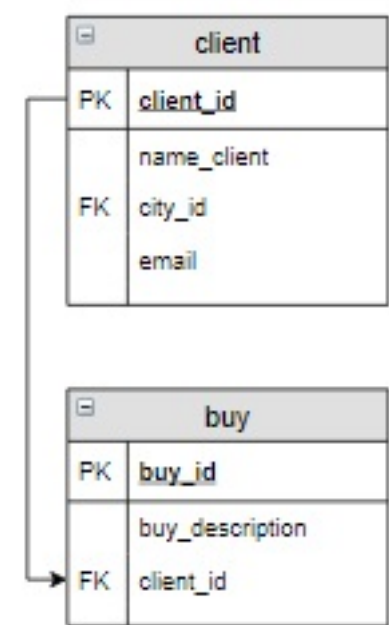 client
PK client_id
name_client
FK city_id
email
buy
PK buy_id
buy_description
FK client_id